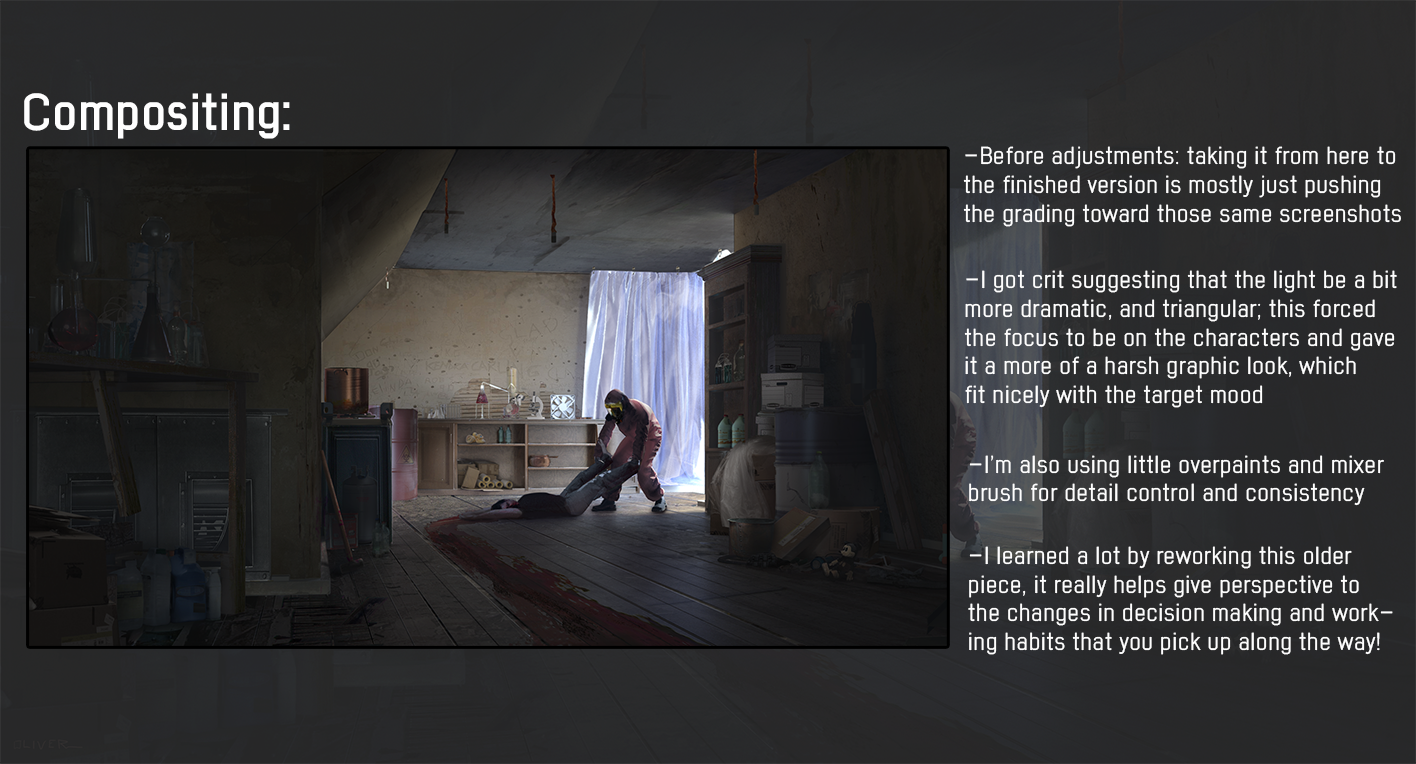 Compositing:
–Before adjustments: taking it from here to
the finished version is mostly just pushing
the grading toward those same screenshots
–I got crit suggesting that the light be a bit
more dramatic, and triangular; this forced
the focus to be on the characters and gave
it a more of a harsh graphic look, which
fit nicely with the target mood
–I'm also using little overpaints and mixer
brush for detail control and consistency
–I learned a lot by reworking this older
piece, it really helps give perspective to
the changes in decision making and work–
ing habits that you pick up along the way!